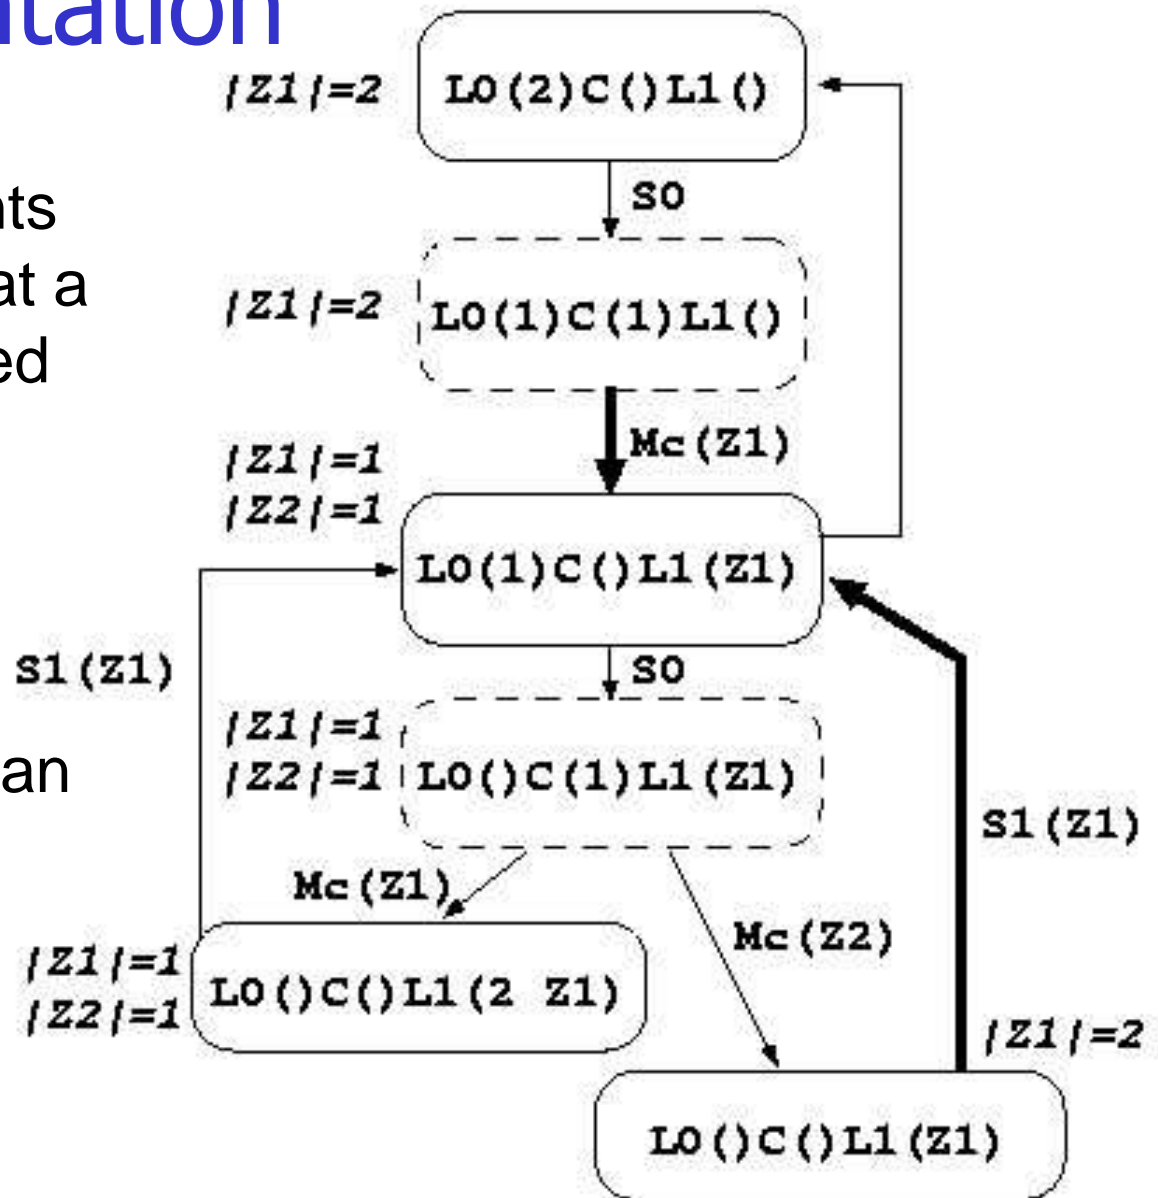 ntation
|Z1|=2
L0(2)C()L1()
S0
nts
at a
ed
|Z1|=2
L0(1)C(1)L1()
Mc(Z1)
|Z1|=1
|Z2|=1
L0(1)C()L1(Z1)
S1(Z1)
S0
|Z1|=1
|Z2|=1
L0()C(1)L1(Z1)
an
S1(Z1)
Mc(Z1)
Mc(Z2)
|Z1|=1
|Z2|=1
L0()C()L1(2 Z1)
|Z1|=2
L0()C()L1(Z1)